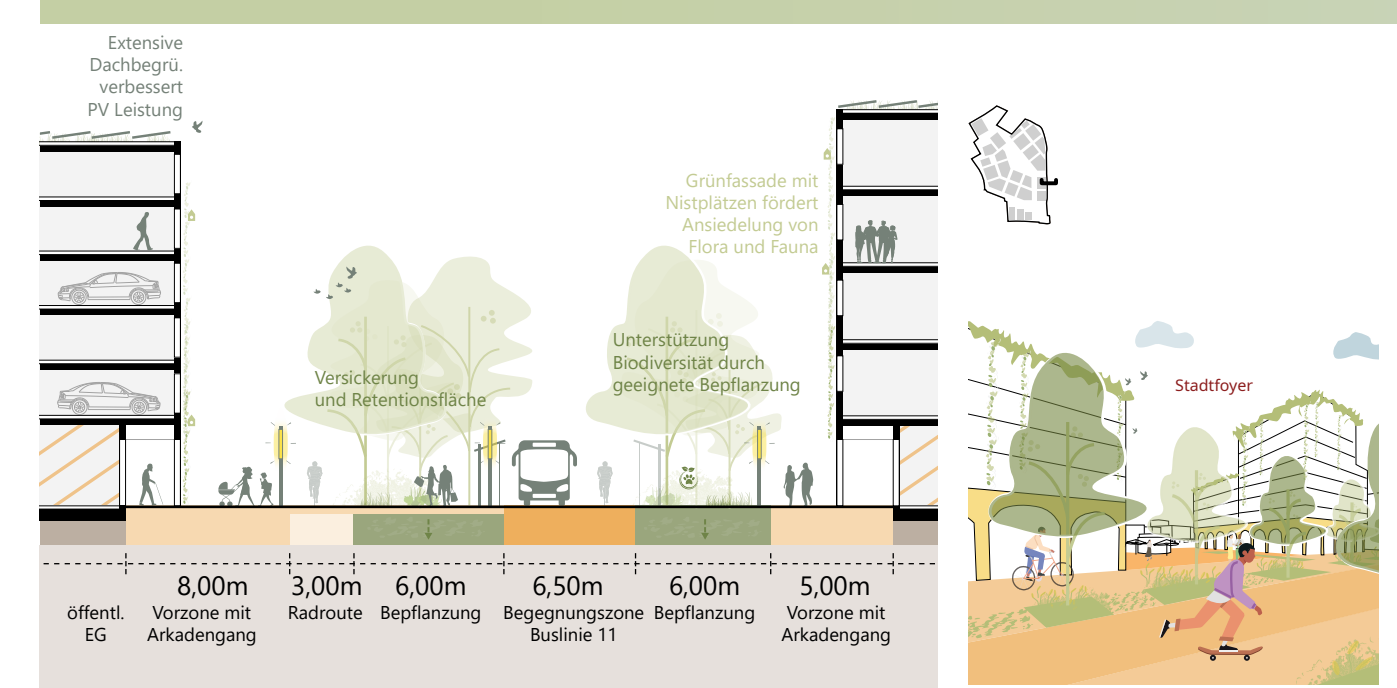 Extensive
Dachbegrü.
verbessert
PV Leistung
Grünfassade mit
Nistplätzen fördert
Ansiedelung von
Flora und Fauna
Unterstützung
Biodiversität durch
geeignete Bepflanzung
Versickerung
und Retentionsfläche
Stadtfoyer
8,00m
3,00m
6,00m
6,50m
6,00m
5,00m
öffentl.
EG
Vorzone mit
Arkadengang
Radroute
Bepflanzung
Begegnungszone
Buslinie 11
Bepflanzung
Vorzone mit
Arkadengang